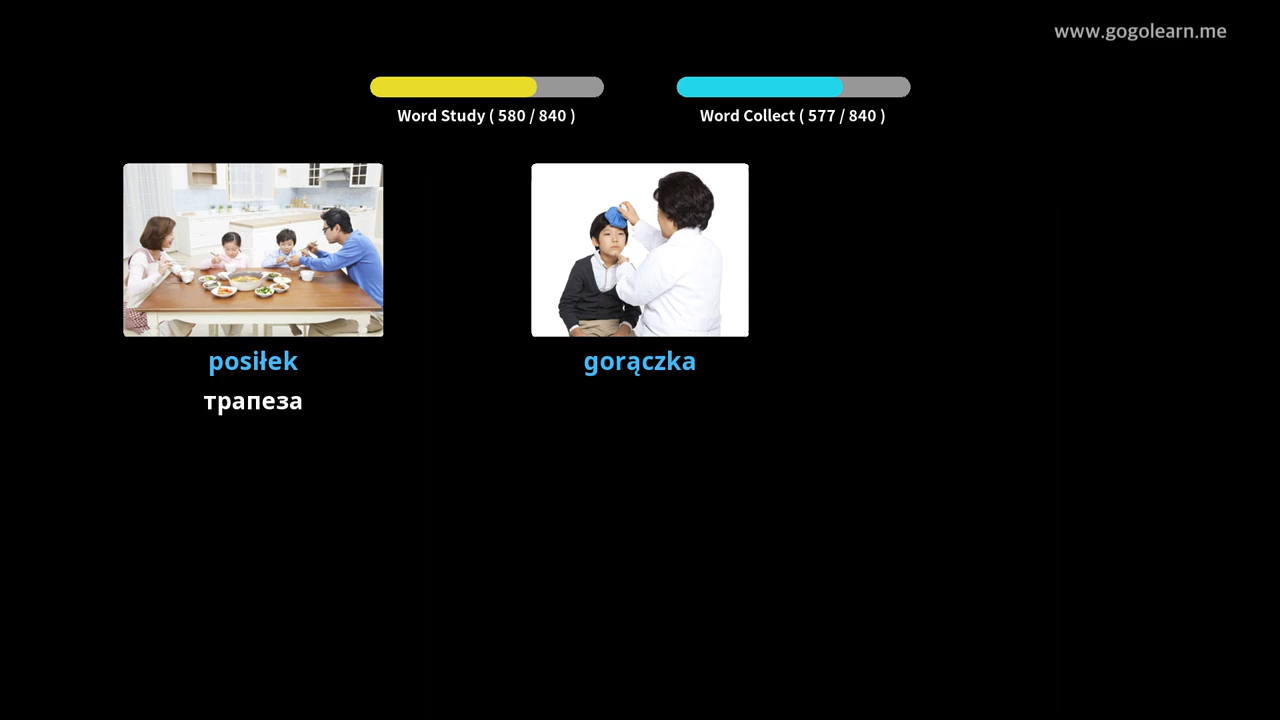 www.gogolearn.me
Word Study ( 580 / 840 )
Word Collect ( 577 / 840 )
posiłek
gorączka
трапеза